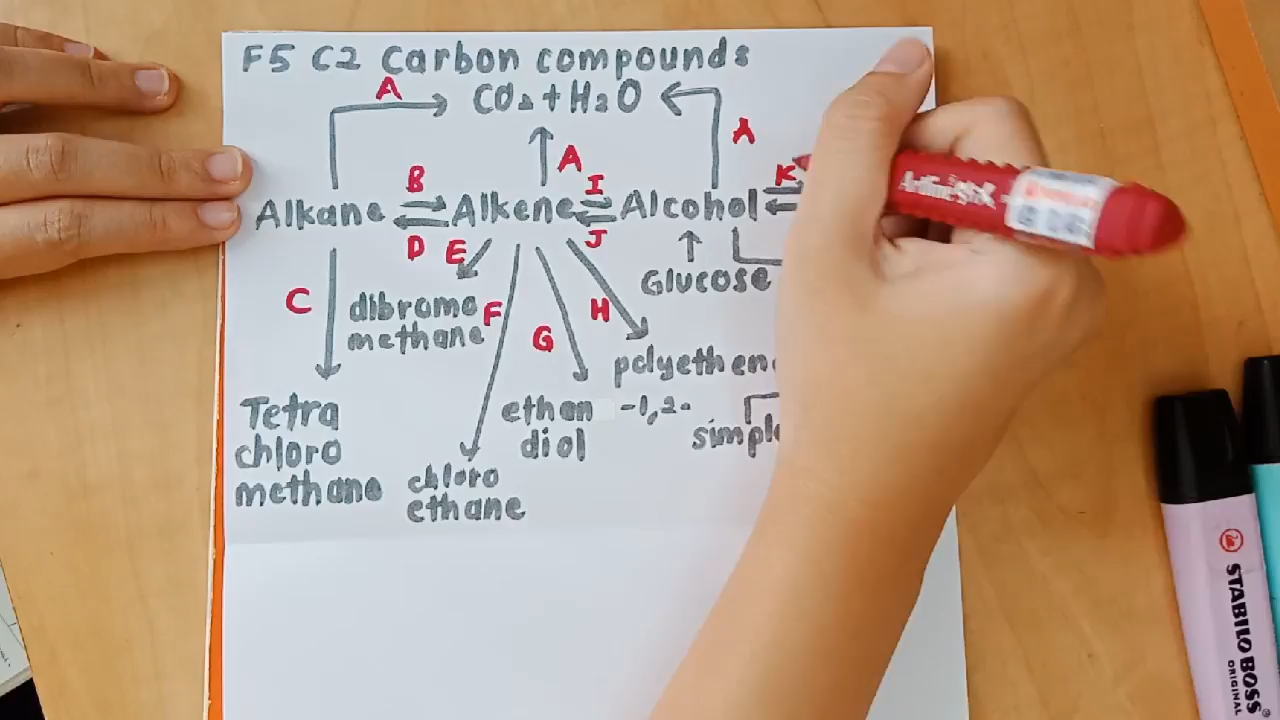 F5 C2 Carbon compounds
A
CO2 + H2O
A
A
B
I
K
Alkane
Alkene
Alcohol
D
E
J
Glucose
C
dibromo
methane
F
H
G
polyethen
Tetra
chloro
methane
ethan -1,2-
diol
simple
chloro
ethane
STABILO BOSS
ORIGINAL